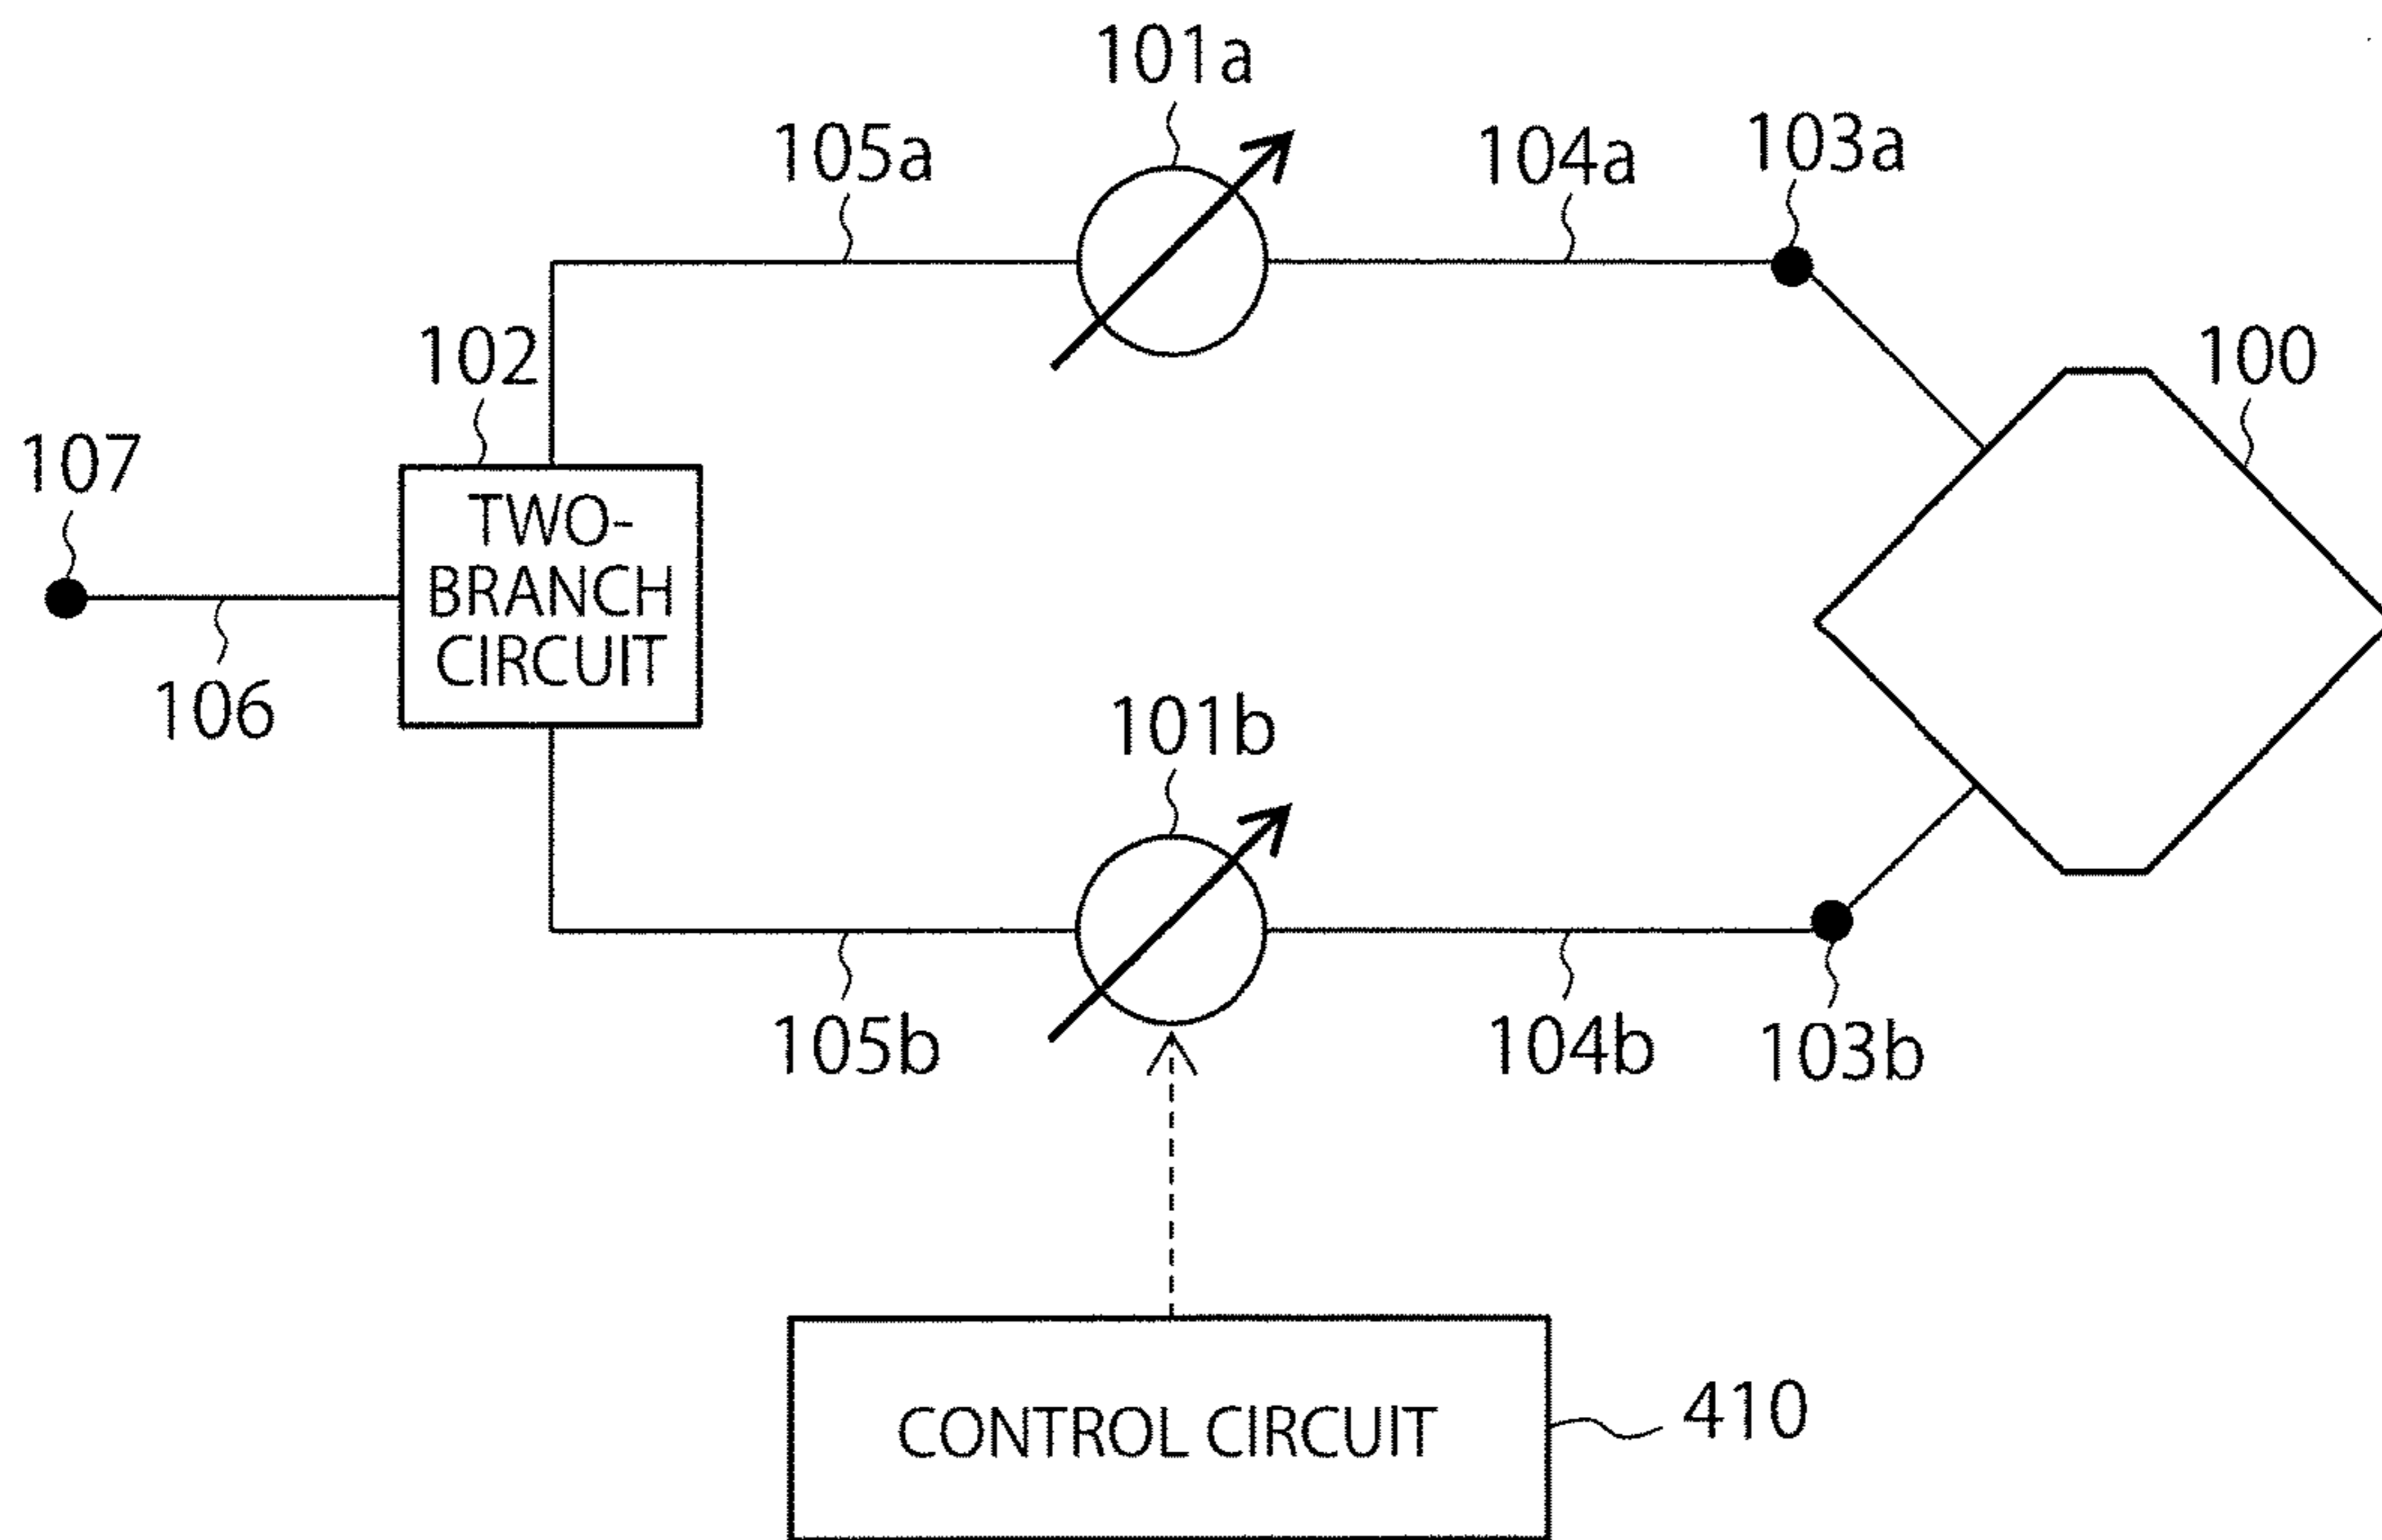 101a
105a
104a
103a
102
100
107
TWO-
BRANCH
CIRCUIT
106
101b
105b
104b
103b
CONTROL CIRCUIT
410